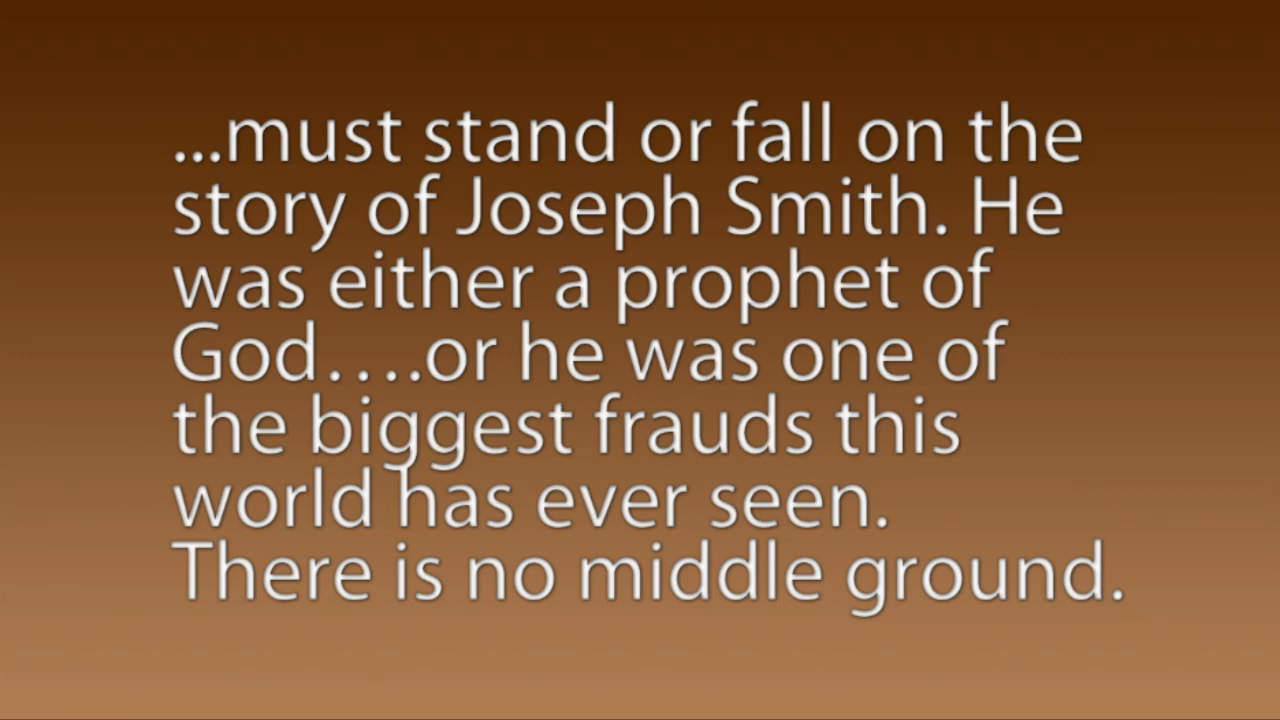 ...must stand or fall on the
story of Joseph Smith. He
was either a prophet of
God….or he was one of
the biggest frauds this
world has ever seen.
There is no middle ground.